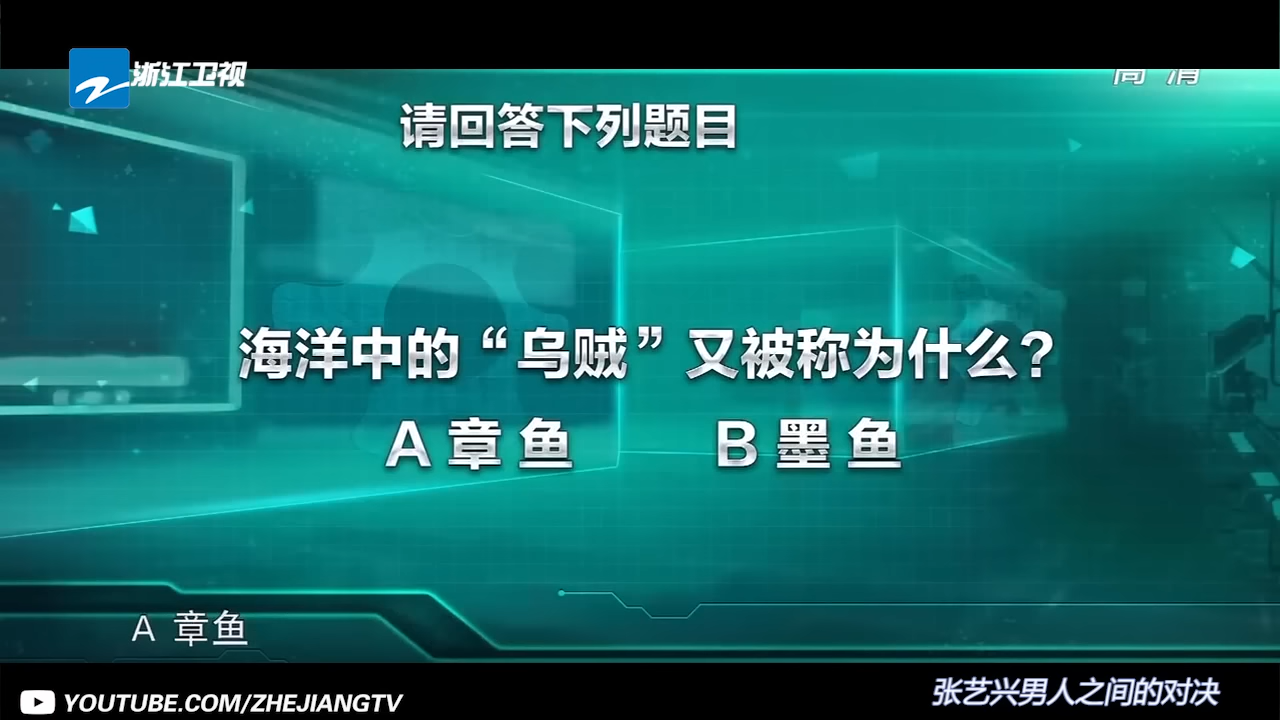 浙江卫视
高清
请回答下列题目
海洋中的“乌贼”又被称为什么?
A 章鱼 B 墨鱼
A 章鱼
YOUTUBE.COM/ZHEJIANGTV
张艺兴男人之间的对决